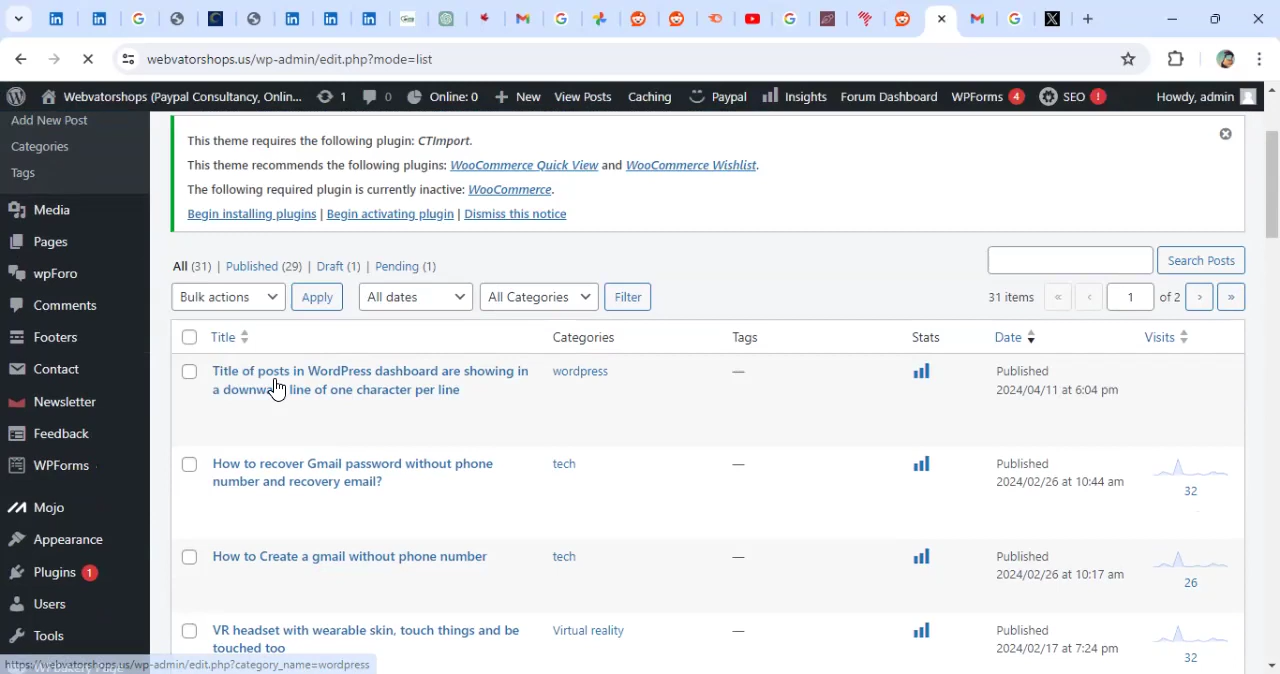 webvatorshops.us/wp-admin/edit.php?mode=list
Webvatorshops (Paypal Consultancy, Onlin... 1 0 Online: 0 New View Posts Caching Paypal Insights Forum Dashboard WPForms 4 SEO ! Howdy, admin
Add New Post
Categories
Tags
Media
Pages
wpForo
Comments
Footers
Contact
Newsletter
Feedback
WPForms
Mojo
Appearance
Plugins 1
Users
Tools
This theme requires the following plugin: CTImport.
This theme recommends the following plugins: WooCommerce Quick View and WooCommerce Wishlist.
The following required plugin is currently inactive: WooCommerce.
Begin installing plugins | Begin activating plugin | Dismiss this notice
All (31) | Published (29) | Draft (1) | Pending (1)
Search Posts
Bulk actions Apply All dates All Categories Filter
31 items « ‹ 1 of 2 › »
Title Categories Tags Stats Date Visits
Title of posts in WordPress dashboard are showing in wordpress — Published
a downwa line of one character per line 2024/04/11 at 6:04 pm
How to recover Gmail password without phone tech — Published
number and recovery email? 2024/02/26 at 10:44 am
32
How to Create a gmail without phone number tech — Published
2024/02/26 at 10:17 am
26
VR headset with wearable skin, touch things and be Virtual reality — Published
touched too 2024/02/17 at 7:24 pm
32
https://webvatorshops.us/wp-admin/edit.php?category_name=wordpress